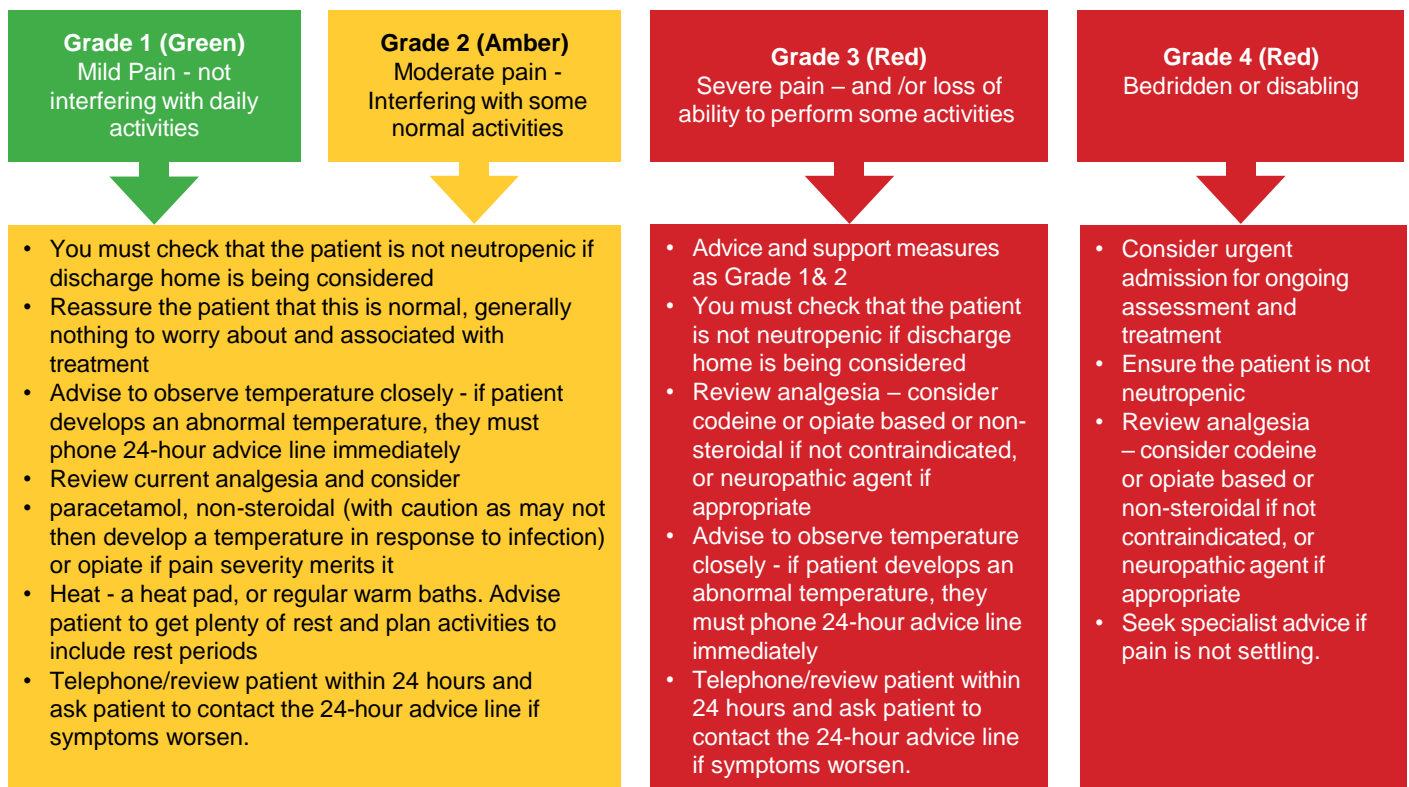 Grade 1 (Green)
Mild Pain - not
interfering with daily
activities
Grade 2 (Amber)
Moderate pain -
Interfering with some
normal activities
Grade 3 (Red)
Severe pain – and /or loss of
ability to perform some activities
Grade 4 (Red)
Bedridden or disabling
• You must check that the patient is not neutropenic if
discharge home is being considered
• Reassure the patient that this is normal, generally
nothing to worry about and associated with
treatment
• Advise to observe temperature closely - if patient
develops an abnormal temperature, they must
phone 24-hour advice line immediately
• Review current analgesia and consider
• paracetamol, non-steroidal (with caution as may not
then develop a temperature in response to infection)
or opiate if pain severity merits it
• Heat - a heat pad, or regular warm baths. Advise
patient to get plenty of rest and plan activities to
include rest periods
• Telephone/review patient within 24 hours and
ask patient to contact the 24-hour advice line if
symptoms worsen.
• Advice and support measures
as Grade 1& 2
• You must check that the patient
is not neutropenic if discharge
home is being considered
• Review analgesia – consider
codeine or opiate based or non-
steroidal if not contraindicated,
or neuropathic agent if
appropriate
• Advise to observe temperature
closely - if patient develops an
abnormal temperature, they
must phone 24-hour advice line
immediately
• Telephone/review patient within
24 hours and ask patient to
contact the 24-hour advice line
if symptoms worsen.
• Consider urgent
admission for ongoing
assessment and
treatment
• Ensure the patient is not
neutropenic
• Review analgesia
– consider codeine
or opiate based or
non-steroidal if not
contraindicated, or
neuropathic agent if
appropriate
• Seek specialist advice if
pain is not settling.